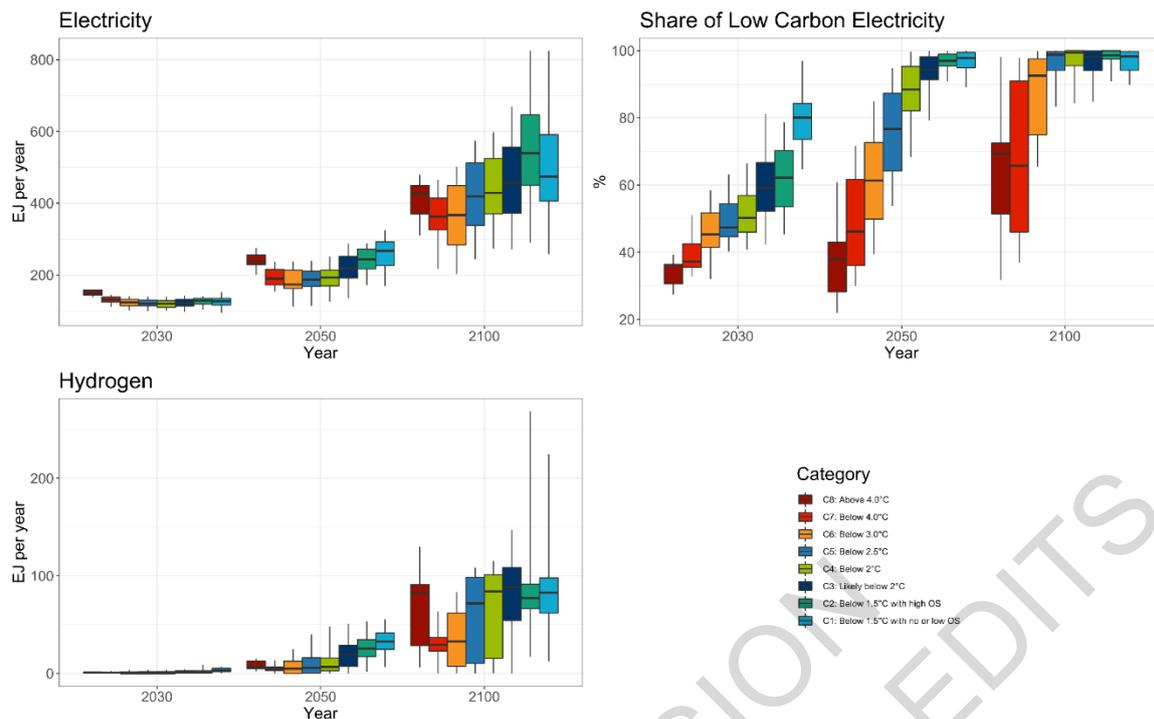 Electricity
800
600
400
200
EJ per year
2030
2050
2100
Year
Share of Low Carbon Electricity
100
80
60
40
20
%
2030
2050
2100
Year
Hydrogen
200
100
0
EJ per year
2030
2050
2100
Year
Category
C8: Above 4.0°C
C7: Below 4.0°C
C6: Below 3.0°C
C5: Below 2.5°C
C4: Below 2°C
C3: Likely below 2°C
C2: Below 1.5°C with high OS
C1: Below 1.5°C with no or low OS
SION
EDITS